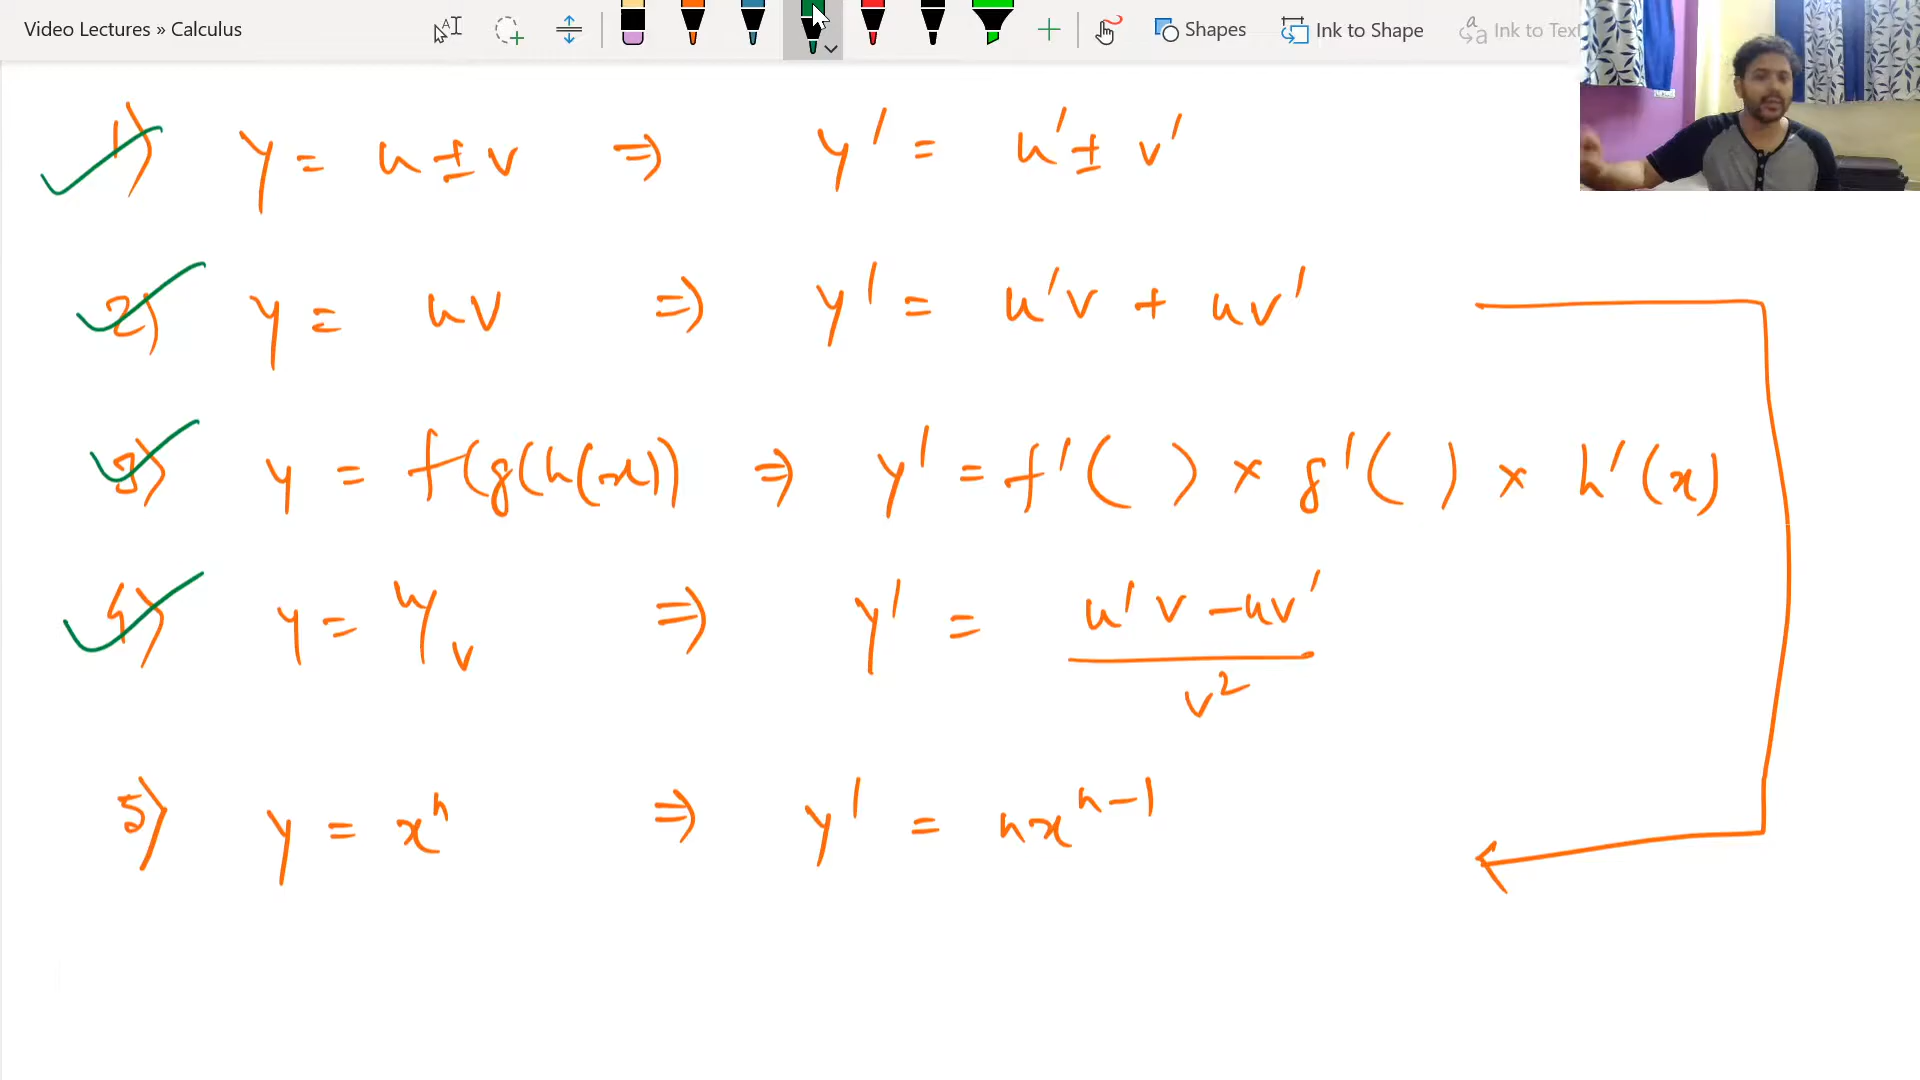 Video Lectures » Calculus
Shapes
Ink to Shape
Ink to Text
1) y = u ± v ⇒ y' = u' ± v'
2) y = uv ⇒ y' = u'v + uv'
3) y = f(g(h(x)) ⇒ y' = f'( ) × g'( ) × h'(x)
4) y = u/v ⇒ y' = u'v - uv' / v²
5) y = xⁿ ⇒ y' = nxⁿ⁻¹